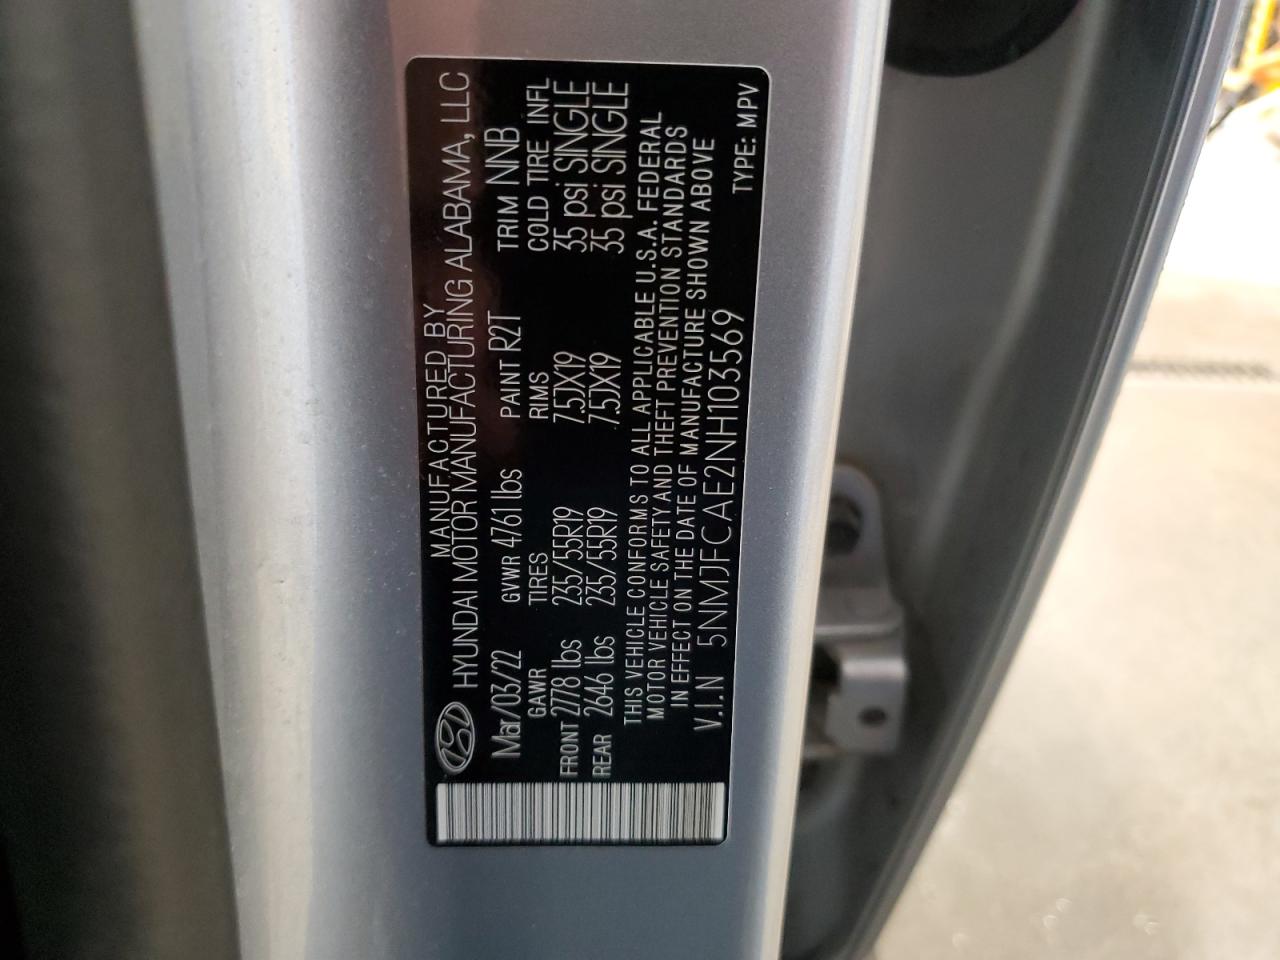 MANUFACTURED BY
HYUNDAI MOTOR MANUFACTURING ALABAMA, LLC
Mar/03/22 GVWR 4761 lbs PAINT R2T TRIM NNB
GAWR TIRES RIMS COLD TIRE INFL
FRONT 2778 lbs 235/55R19 7.5JX19 35 psi SINGLE
REAR 2646 lbs 235/55R19 7.5JX19 35 psi SINGLE
THIS VEHICLE CONFORMS TO ALL APPLICABLE U.S.A. FEDERAL
MOTOR VEHICLE SAFETY AND THEFT PREVENTION STANDARDS
IN EFFECT ON THE DATE OF MANUFACTURE SHOWN ABOVE
V.I.N 5NMJFCAE2NH103569
TYPE: MPV